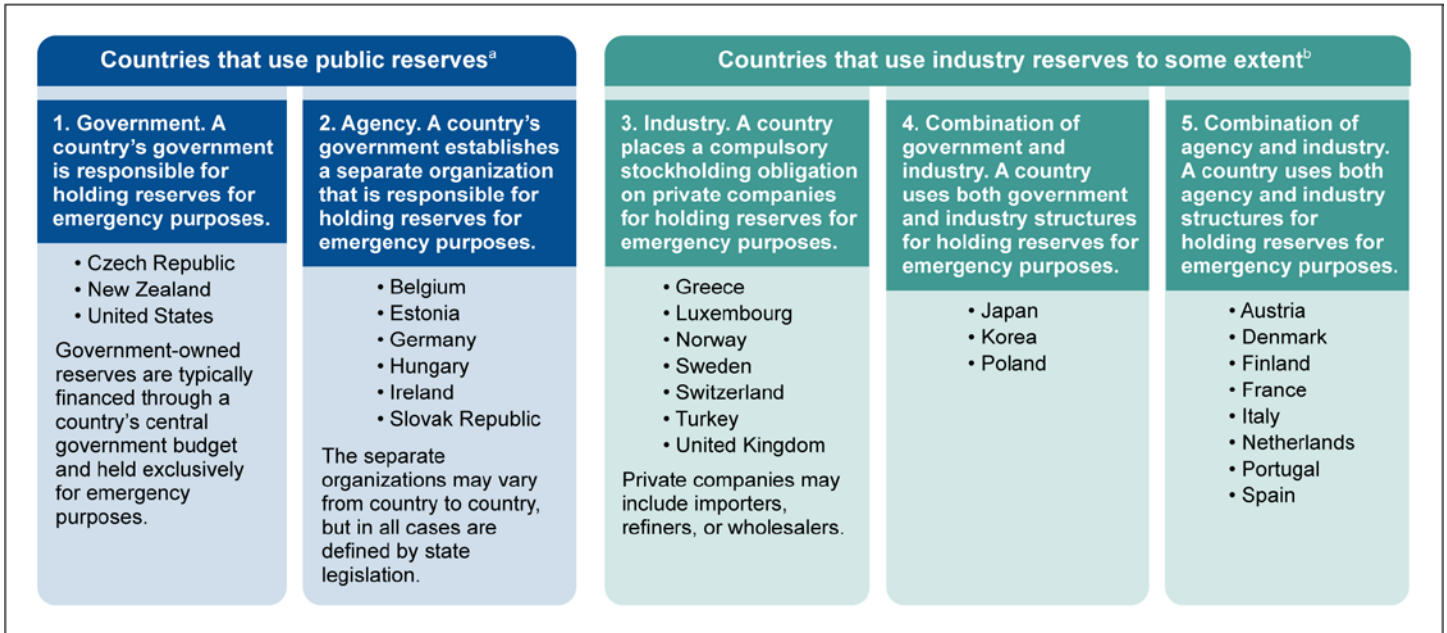 Countries that use public reservesa
1. Government. A
country’s government
is responsible for
holding reserves for
emergency purposes.
• Czech Republic
• New Zealand
• United States
Government-owned
reserves are typically
financed through a
country’s central
government budget
and held exclusively
for emergency
purposes.
2. Agency. A country’s
government establishes
a separate organization
that is responsible for
holding reserves for
emergency purposes.
• Belgium
• Estonia
• Germany
• Hungary
• Ireland
• Slovak Republic
The separate
organizations may vary
from country to country,
but in all cases are
defined by state
legislation.
Countries that use industry reserves to some extentb
3. Industry. A country
places a compulsory
stockholding obligation
on private companies
for holding reserves for
emergency purposes.
• Greece
• Luxembourg
• Norway
• Sweden
• Switzerland
• Turkey
• United Kingdom
Private companies may
include importers,
refiners, or wholesalers.
4. Combination of
government and
industry. A country
uses both government
and industry structures
for holding reserves for
emergency purposes.
• Japan
• Korea
• Poland
5. Combination of
agency and industry.
A country uses both
agency and industry
structures for
holding reserves for
emergency purposes.
• Austria
• Denmark
• Finland
• France
• Italy
• Netherlands
• Portugal
• Spain